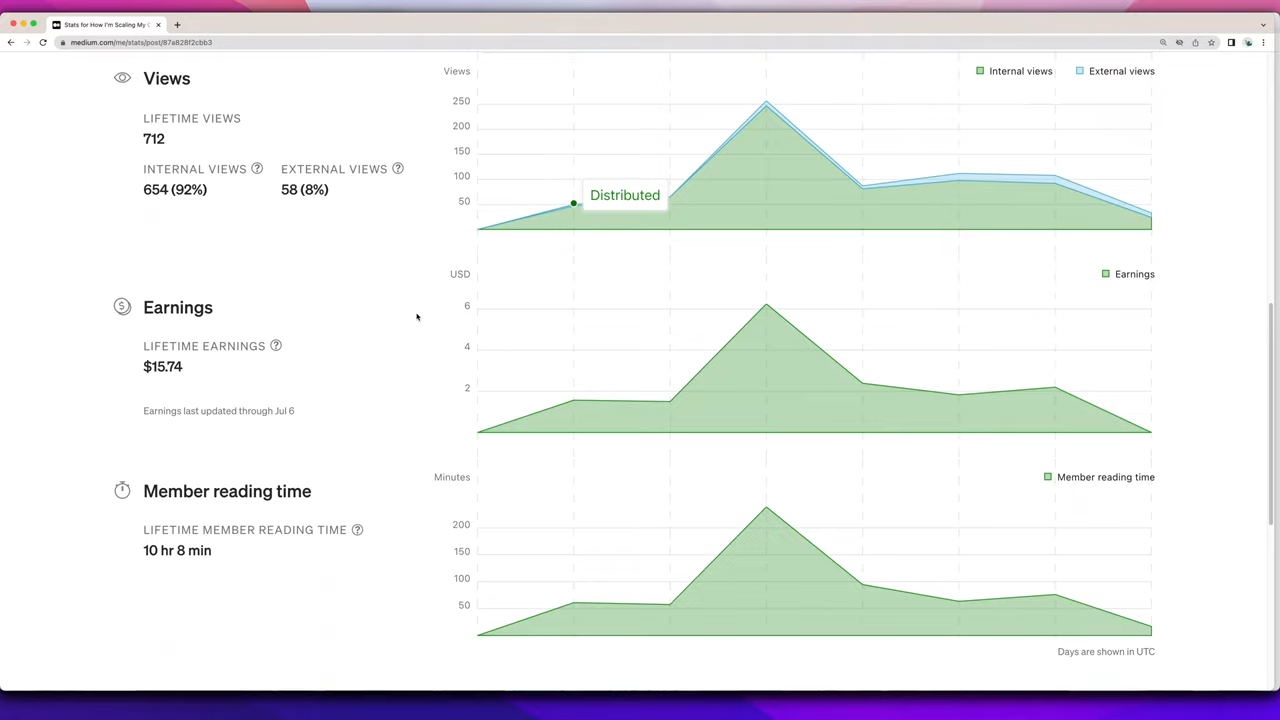 Stats for How I'm Scaling My C
medium.com/me/stats/post/87a828f2cbb3
Views
LIFETIME VIEWS
712
INTERNAL VIEWS ? EXTERNAL VIEWS ?
654 (92%) 58 (8%)
Views
Internal views External views
250
200
150
100
50
Distributed
Earnings
LIFETIME EARNINGS ?
$15.74
Earnings last updated through Jul 6
USD
Earnings
6
4
2
Member reading time
LIFETIME MEMBER READING TIME ?
10 hr 8 min
Minutes
Member reading time
200
150
100
50
Days are shown in UTC